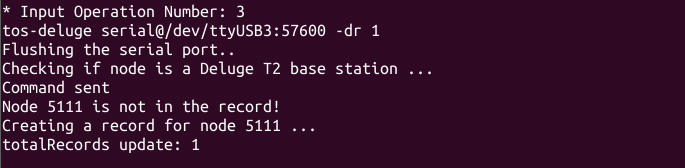 * Input Operation Number: 3
tos-deluge serial@/dev/ttyUSB3:57600 -dr 1
Flushing the serial port..
Checking if node is a Deluge T2 base station ...
Command sent
Node 5111 is not in the record!
Creating a record for node 5111 ...
totalRecords update: 1